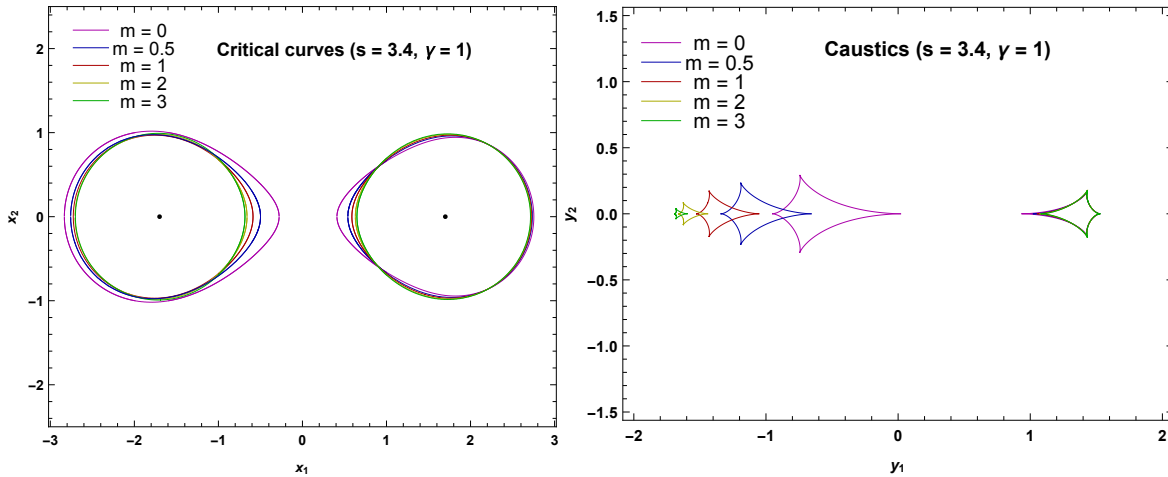 Critical curves (s = 3.4, γ = 1)
m = 0
m = 0.5
m = 1
m = 2
m = 3
2
1
0
−1
−2
x₂
−3
−2
−1
0
1
2
3
x₁
Caustics (s = 3.4, γ = 1)
m = 0
m = 0.5
m = 1
m = 2
m = 3
1.5
1.0
0.5
0.0
−0.5
−1.0
−1.5
y₂
−2
−1
0
1
2
y₁